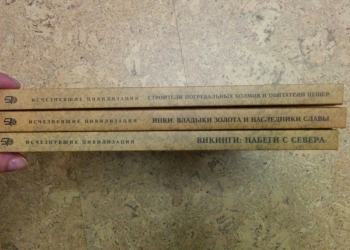 ИСЧЕЗНУВШИЕ ЦИВИЛИЗАЦИИ СТРОИТЕЛИ ПОГРЕБАЛЬНЫХ ХОЛМОВ И ОБИТАТЕЛИ ПЕЩЕР
ИСЧЕЗНУВШИЕ ЦИВИЛИЗАЦИИ ИНКИ: ВЛАДЫКИ ЗОЛОТА И НАСЛЕДНИКИ СЛАВЫ
ИСЧЕЗНУВШИЕ ЦИВИЛИЗАЦИИ ВИКИНГИ: НАБЕГИ С СЕВЕРА